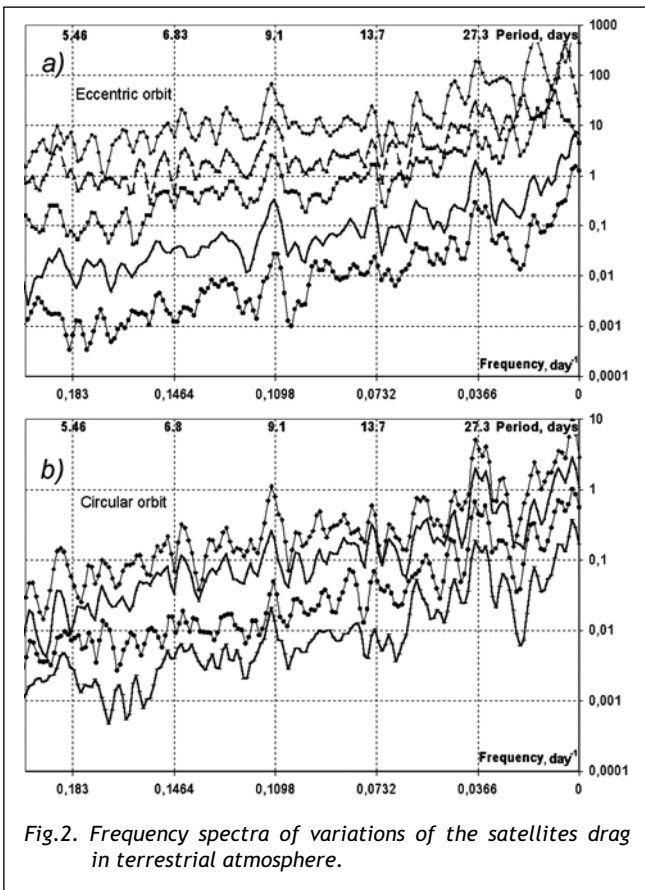 5.46 6.83 9.1 13.7 27.3 Period, days
1000
a)
100
Eccentric orbit
10
1
0,1
0,01
0,001
Frequency, day-1
0,0001
0,183 0,1464 0,1098 0,0732 0,0366 0
5.46 6.8 9.1 13.7 27.3 Period, days
10
b)
Circular orbit
1
0,1
0,01
0,001
Frequency, day-1
0,0001
0,183 0,1464 0,1098 0,0732 0,0366 0
Fig.2. Frequency spectra of variations of the satellites drag
in terrestrial atmosphere.